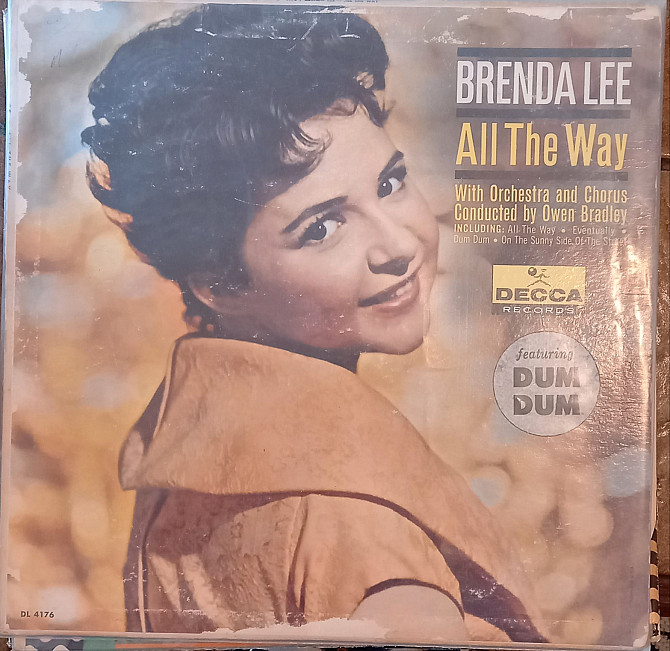 BRENDA LEE
All The Way
With Orchestra and Chorus
Conducted by Owen Bradley
INCLUDING: All The Way • Eventually •
Dum Dum • On The Sunny Side Of The Street
DECCA
RECORDS
featuring
DUM
DUM
DL 4176